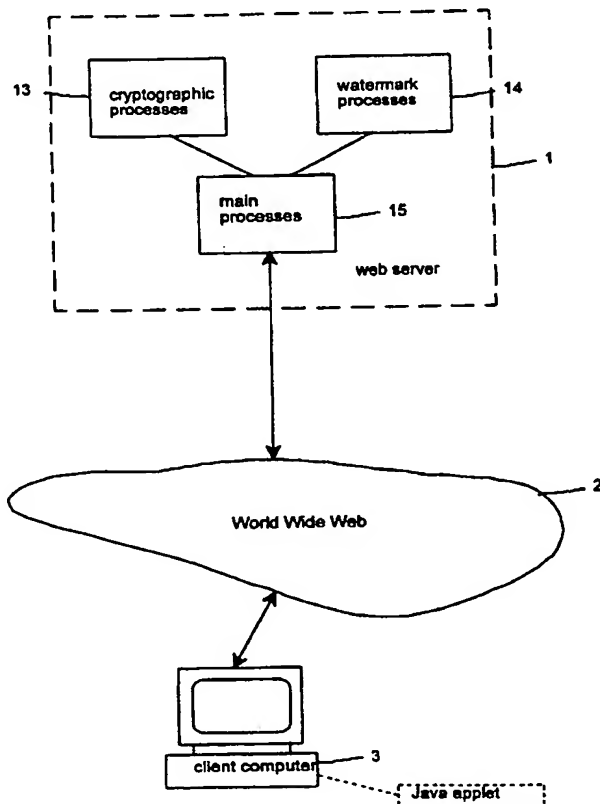 13
cryptographic
processes
watermark
processes
14
1
main
processes
15
web server
2
World Wide Web
3
client computer
Java applet